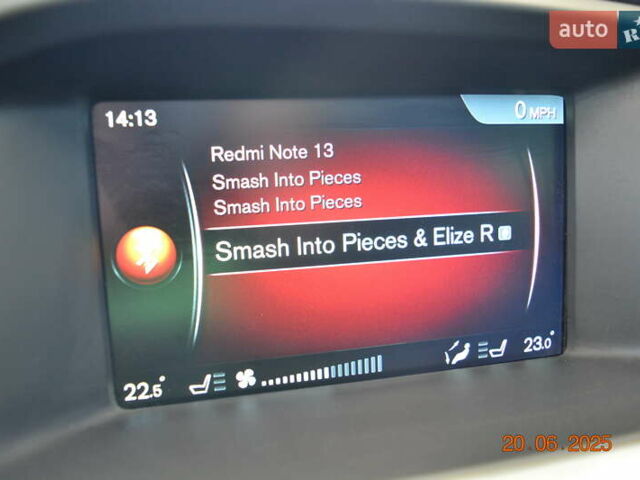 auto
R
14:13
0 MPH
Redmi Note 13
Smash Into Pieces
Smash Into Pieces
Smash Into Pieces & Elize R
22.5°
23.0°
20.06.2025